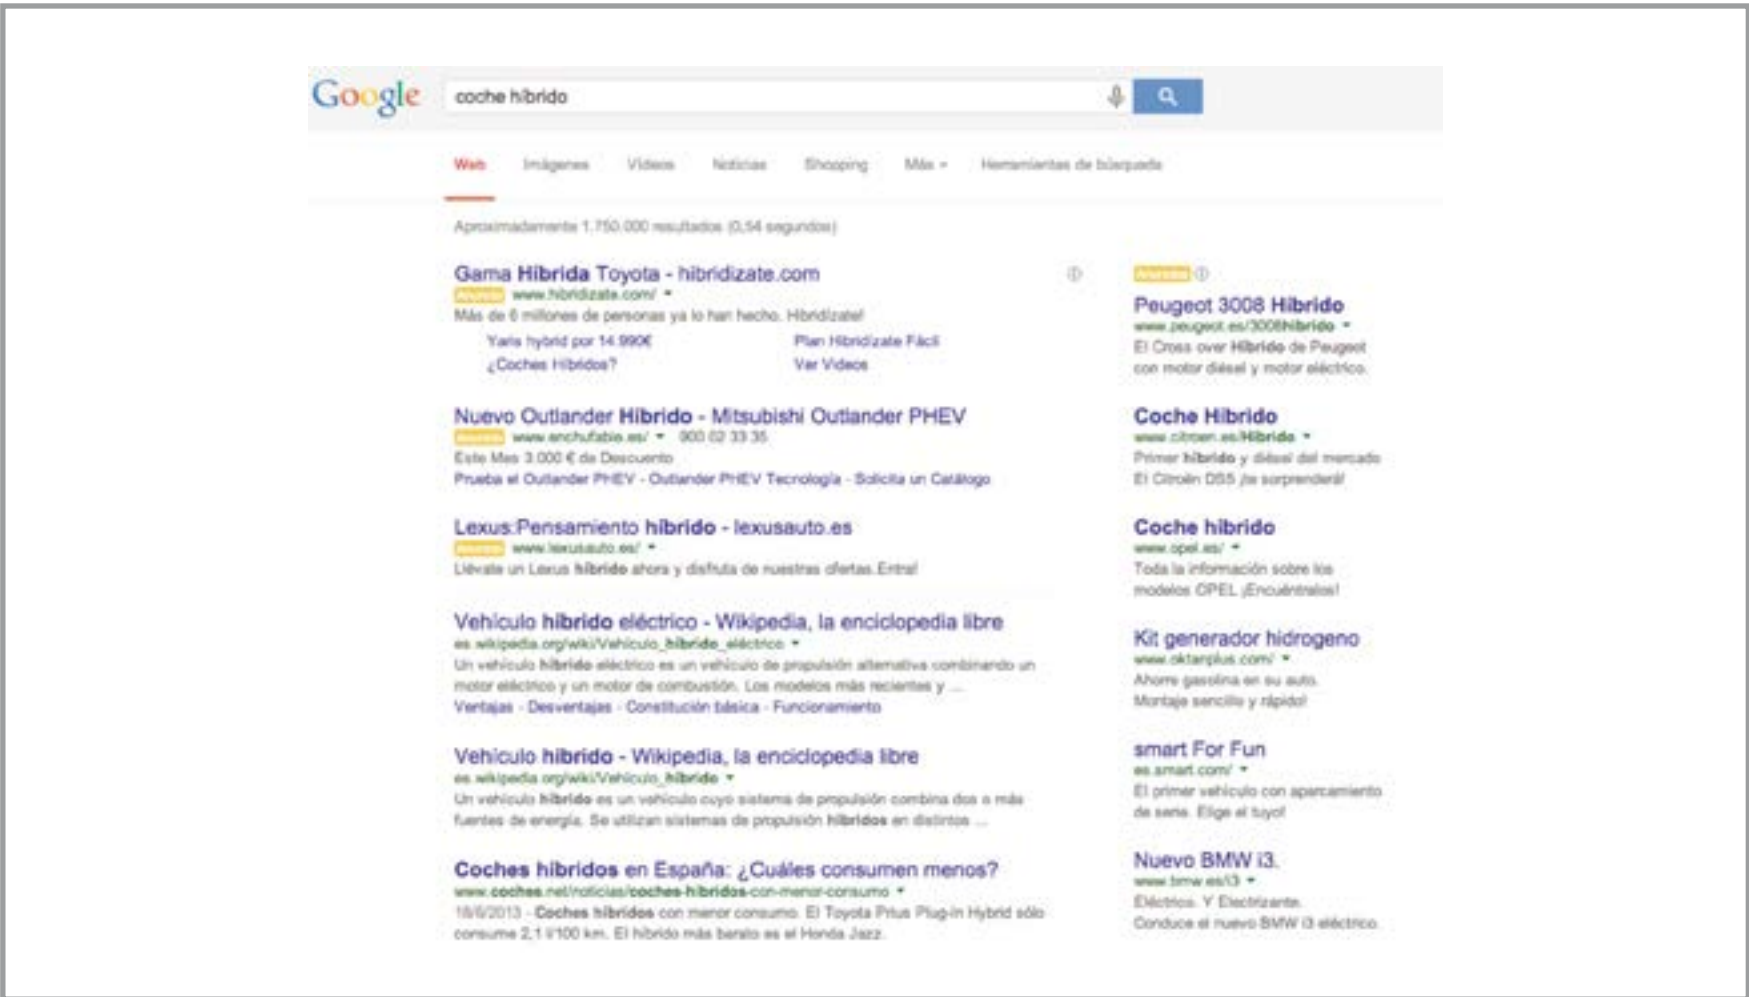 Google
coche híbrido
Web Imágenes Vídeos Noticias Shopping Más Herramientas de búsqueda
Aproximadamente 1.750.000 resultados (0,54 segundos)
Gama Híbrida Toyota - hibridizate.com
Anuncio www.hibridizate.com/
Más de 6 millones de personas ya lo han hecho. Hibridízate!
Yaris hybrid por 14.990€ Plan Hibridízate Fácil
¿Coches Híbridos? Ver Videos
Nuevo Outlander Híbrido - Mitsubishi Outlander PHEV
Anuncio www.enchufable.es/ 900 02 33 35
Este Mes 3.000 € de Descuento
Prueba el Outlander PHEV - Outlander PHEV Tecnología - Solicita un Catálogo
Lexus:Pensamiento híbrido - lexusauto.es
Anuncio www.lexusauto.es/
Llévate un Lexus híbrido ahora y disfruta de nuestras ofertas.Entra!
Vehículo híbrido eléctrico - Wikipedia, la enciclopedia libre
es.wikipedia.org/wiki/Vehículo_híbrido_eléctrico
Un vehículo híbrido eléctrico es un vehículo de propulsión alternativa combinando un
motor eléctrico y un motor de combustión. Los modelos más recientes y ...
Ventajas - Desventajas - Constitución básica - Funcionamiento
Vehículo híbrido - Wikipedia, la enciclopedia libre
es.wikipedia.org/wiki/Vehículo_híbrido
Un vehículo híbrido es un vehículo cuyo sistema de propulsión combina dos o más
fuentes de energía. Se utilizan sistemas de propulsión híbridos en distintos ...
Coches híbridos en España: ¿Cuáles consumen menos?
www.coches.net/noticias/coches-hibridos-con-menor-consumo
18/6/2013 - Coches híbridos con menor consumo. El Toyota Prius Plug-in Hybrid sólo
consume 2,1 l/100 km. El híbrido más barato es el Honda Jazz.
Anuncios
Peugeot 3008 Híbrido
www.peugeot.es/3008hibrido
El Cross over Híbrido de Peugeot
con motor diésel y motor eléctrico.
Coche Híbrido
www.citroen.es/Hibrido
Primer híbrido y diésel del mercado
El Citroën DS5 ¡te sorprenderá!
Coche híbrido
www.opel.es/
Toda la información sobre los
modelos OPEL ¡Encuéntralos!
Kit generador hidrogeno
www.oktanplus.com/
Ahorre gasolina en su auto.
Montaje sencillo y rápido!
smart For Fun
es.smart.com/
El primer vehículo con aparcamiento
de serie. Elige el tuyo!
Nuevo BMW i3.
www.bmw.es/i3
Eléctrico. Y Electrizante.
Conduce el nuevo BMW i3 eléctrico.